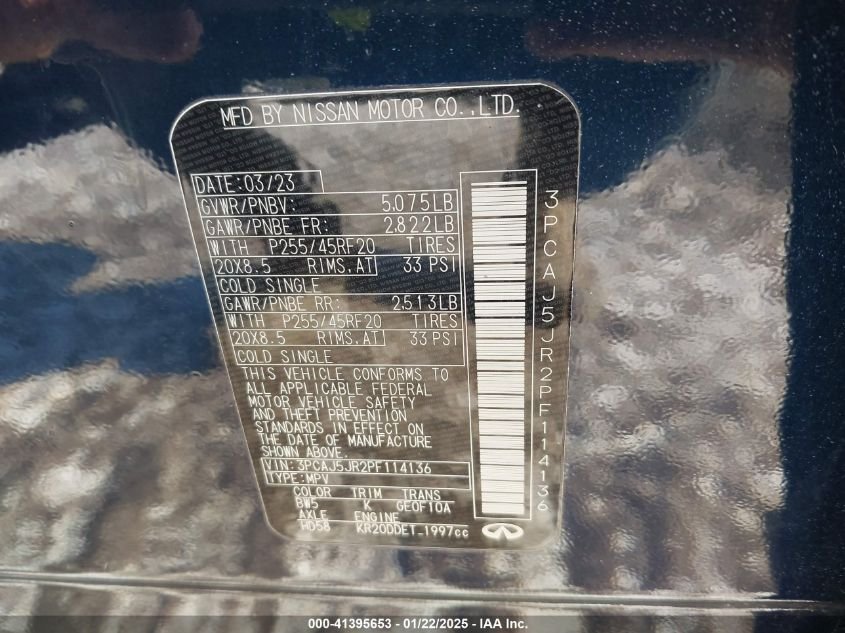 MFD BY NISSAN MOTOR CO.,LTD.
DATE:03/23
GVWR/PNBV: 5.075LB
GAWR/PNBE FR: 2.822LB
WITH P255/45RF20 TIRES
20X8.5 RIMS.AT 33 PSI
COLD SINGLE
GAWR/PNBE RR: 2.513LB
WITH P255/45RF20 TIRES
20X8.5 RIMS.AT 33 PSI
COLD SINGLE
THIS VEHICLE CONFORMS TO
ALL APPLICABLE FEDERAL
MOTOR VEHICLE SAFETY
AND THEFT PREVENTION
STANDARDS IN EFFECT ON
THE DATE OF MANUFACTURE
SHOWN ABOVE.
VIN:3PCAJ5JR2PF114136
TYPE:MPV
COLOR TRIM TRANS
BW5 K GE0F10A
AXLE ENGINE
HD58 KR20DDET 1997cc
3PCAJ5JR2PF114136
000-41395653 - 01/22/2025 - IAA Inc.